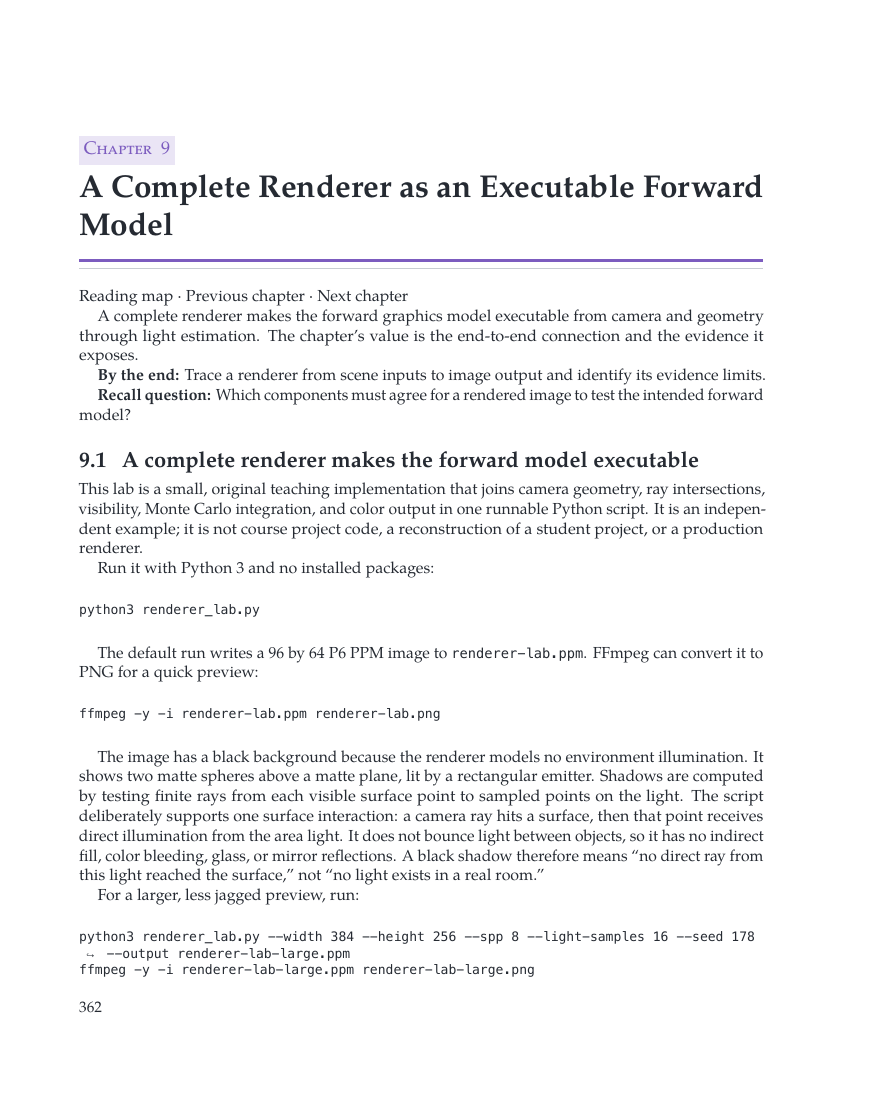 Chapter 9
A Complete Renderer as an Executable Forward
Model
Reading map · Previous chapter · Next chapter
A complete renderer makes the forward graphics model executable from camera and geometry
through light estimation. The chapter’s value is the end-to-end connection and the evidence it
exposes.
By the end: Trace a renderer from scene inputs to image output and identify its evidence limits.
Recall question: Which components must agree for a rendered image to test the intended forward
model?
9.1 A complete renderer makes the forward model executable
This lab is a small, original teaching implementation that joins camera geometry, ray intersections,
visibility, Monte Carlo integration, and color output in one runnable Python script. It is an indepen-
dent example; it is not course project code, a reconstruction of a student project, or a production
renderer.
Run it with Python 3 and no installed packages:
python3 renderer_lab.py
The default run writes a 96 by 64 P6 PPM image to renderer-lab.ppm. FFmpeg can convert it to
PNG for a quick preview:
ffmpeg -y -i renderer-lab.ppm renderer-lab.png
The image has a black background because the renderer models no environment illumination. It
shows two matte spheres above a matte plane, lit by a rectangular emitter. Shadows are computed
by testing finite rays from each visible surface point to sampled points on the light. The script
deliberately supports one surface interaction: a camera ray hits a surface, then that point receives
direct illumination from the area light. It does not bounce light between objects, so it has no indirect
fill, color bleeding, glass, or mirror reflections. A black shadow therefore means “no direct ray from
this light reached the surface,” not “no light exists in a real room.”
For a larger, less jagged preview, run:
python3 renderer_lab.py --width 384 --height 256 --spp 8 --light-samples 16 --seed 178
↪ --output renderer-lab-large.ppm
ffmpeg -y -i renderer-lab-large.ppm renderer-lab-large.png
362